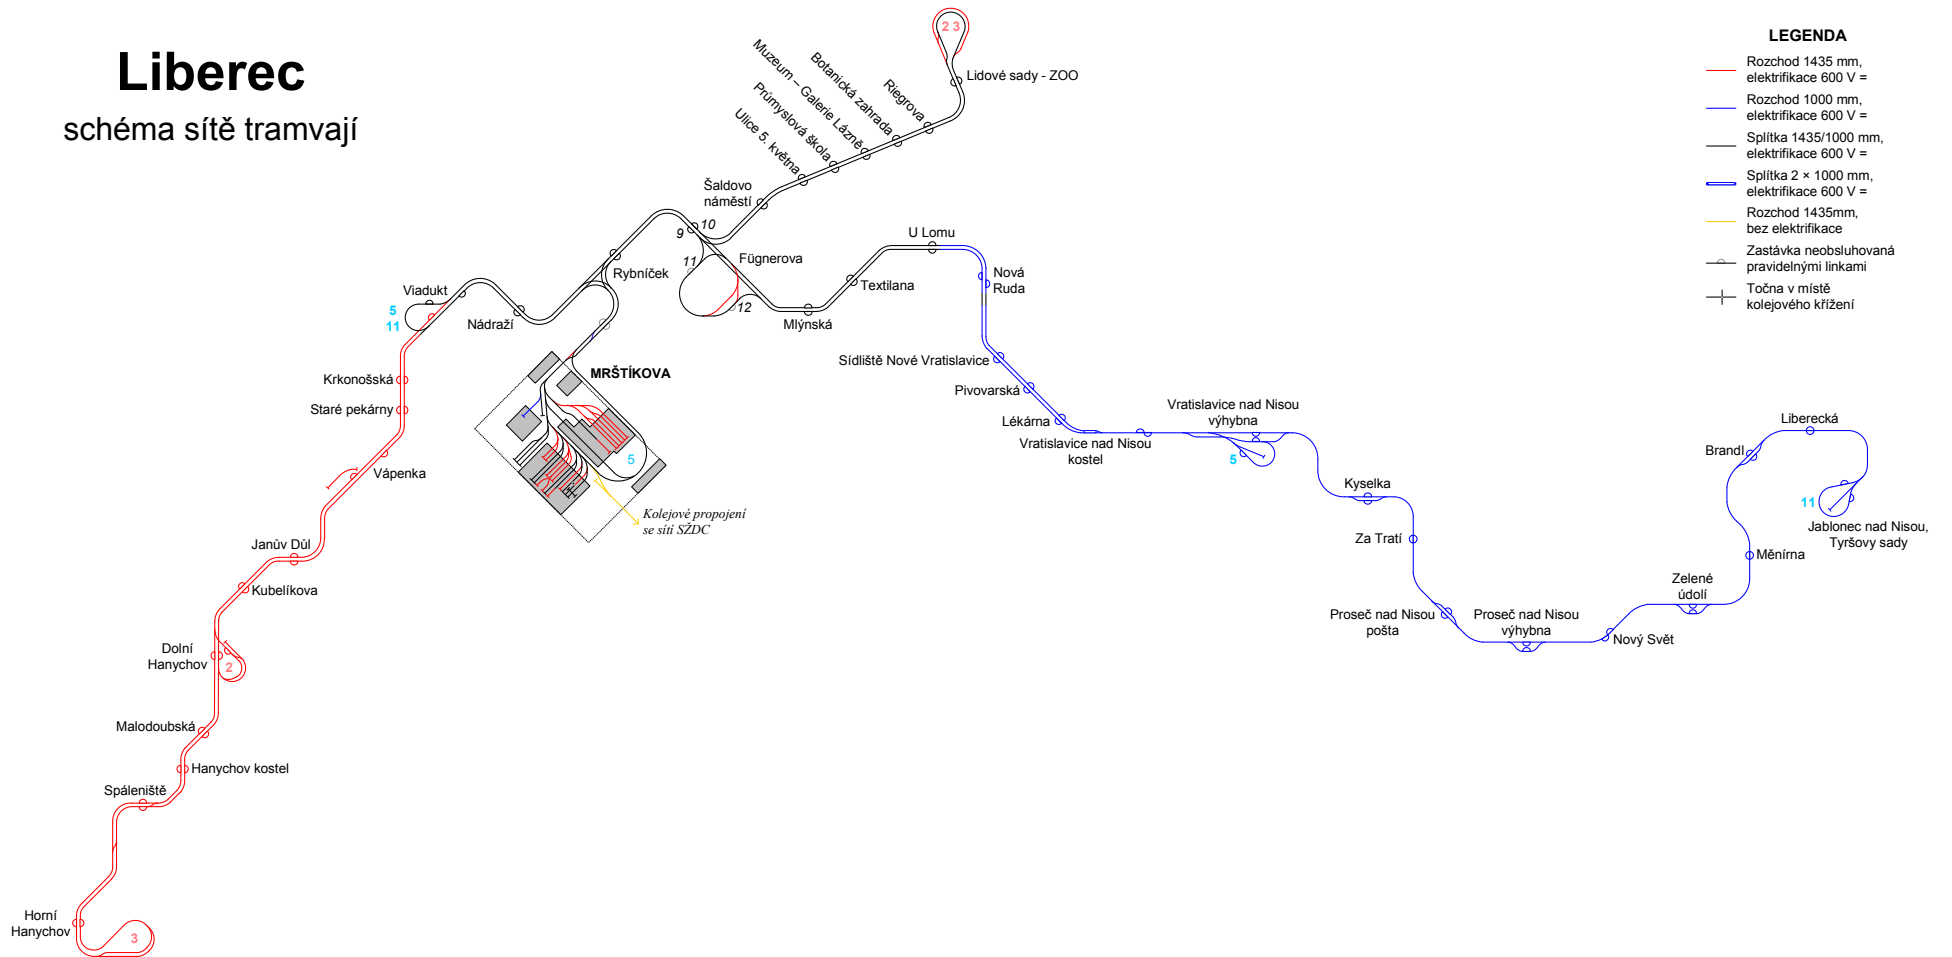 Liberec
schéma sítě tramvají
LEGENDA
Rozchod 1435 mm,
elektrifikace 600 V =
Rozchod 1000 mm,
elektrifikace 600 V =
Splítka 1435/1000 mm,
elektrifikace 600 V =
Splítka 2 × 1000 mm,
elektrifikace 600 V =
Rozchod 1435mm,
bez elektrifikace
Zastávka neobsluhovaná
pravidelnými linkami
Točna v místě
kolejového křížení
2 3
Lidové sady - ZOO
Riegrova
Botanická zahrada
Muzeum – Galerie Lázně
Průmyslová škola
Ulice 5. května
Šaldovo
náměstí
10
9
11
12
Fügnerova
Rybníček
Viadukt
5
11
Nádraží
Mlýnská
Textilana
U Lomu
Nová
Ruda
Sídliště Nové Vratislavice
Pivovarská
Lékárna
Vratislavice nad Nisou
kostel
Vratislavice nad Nisou
výhybna
5
Kyselka
Za Tratí
Proseč nad Nisou
pošta
Proseč nad Nisou
výhybna
Nový Svět
Zelené
údolí
Měnírna
Brandl
Liberecká
11
Jablonec nad Nisou,
Tyršovy sady
MRŠTÍKOVA
5
Kolejové propojení
se sítí SŽDC
Krkonošská
Staré pekárny
Vápenka
Janův Důl
Kubelíkova
Dolní
Hanychov
2
Malodoubská
Hanychov kostel
Spáleniště
Horní
Hanychov
3